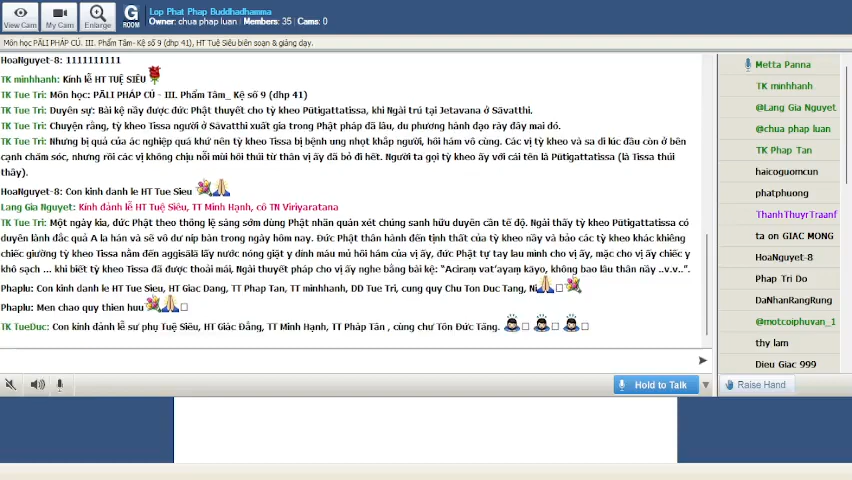 Lop Phat Phap Buddhadhamma
Owner: chua phap luan | Members: 35 | Cams: 0
View Cam
My Cam
Enlarge
G
ROOM
Môn học PĀLI PHÁP CÚ. III. Phẩm Tâm-Kệ số 9 (dhp 41), HT Tuệ Siêu biên soạn & giảng dạy.
HoaNguyet-8: 1111111111
TK minhhanh: Kính lễ HT TUỆ SIÊU
TK Tue Tri: Môn học: PĀLI PHÁP CÚ - III. Phẩm Tâm_ Kệ số 9 (dhp 41)
TK Tue Tri: Duyên sự: Bài kệ nầy được đức Phật thuyết cho tỳ kheo Pūtigattatissa, khi Ngài trú tại Jetavana ở Sāvatthi.
TK Tue Tri: Chuyện rằng, tỳ kheo Tissa người ở Sāvatthi xuất gia trong Phật pháp đã lâu, du phương hành đạo rày đây mai đó.
TK Tue Tri: Nhưng bị quả của ác nghiệp quá khứ nên tỳ kheo Tissa bị bệnh ung nhọt khắp người, hôi hám vô cùng. Các vị tỳ kheo và sa di lúc đầu còn ở bên
cạnh chăm sóc, nhưng rồi các vị không chịu nỗi mùi hôi thúi từ thân vị ấy đã bỏ đi hết. Người ta gọi tỳ kheo ấy với cái tên là Pūtigattatissa (là Tissa thúi
thây).
HoaNguyet-8: Con kinh danh le HT Tue Sieu
Lang Gia Nguyet: Kính đảnh lễ HT Tuệ Siêu, TT Minh Hạnh, cô TN Viriyaratana
TK Tue Tri: Một ngày kia, đức Phật theo thông lệ sáng sớm dùng Phật nhãn quán xét chúng sanh hữu duyên cần tế độ. Ngài thấy tỳ kheo Pūtigattatissa có
duyên lành đắc quả A la hán và sẽ vô dư níp bàn trong ngày hôm nay. Đức Phật thân hành đến tịnh thất của tỳ kheo nầy và bảo các tỳ kheo khác khiêng
chiếc giường tỳ kheo Tissa nằm đến aggisālā lấy nước nóng giặt y dính máu mủ hôi hám của vị ấy, đức Phật tự tay lau mình cho vị ấy, mặc cho vị ấy chiếc y
khô sạch ... khi biết tỳ kheo Tissa đã được thoải mái, Ngài thuyết pháp cho vị ấy nghe bằng bài kệ: "Aciraṃ vat'ayaṃ kāyo, không bao lâu thân nầy ..v.v..".
Phaplu: Con kinh danh le HT Tue Sieu, HT Giac Dang, TT Phap Tan, TT minhhanh, DD Tue Tri, cung quy Chu Ton Duc Tang, Ni
Phaplu: Men chao quy thien huu
TK TueDuc: Con kính đảnh lễ sư phụ Tuệ Siêu, HT Giác Đẳng, TT Minh Hạnh, TT Pháp Tân , cùng chư Tôn Đức Tăng.
Hold to Talk
Raise Hand
Metta Panna
TK minhhanh
@Lang Gia Nguyet
@chua phap luan
TK Phap Tan
haicoguomcun
phatphuong
ThanhThuyrTraanf
ta on GIAC MONG
HoaNguyet-8
Phap Tri Do
DaNhanRangRung
@motcoiphuvan_1
thy lam
Dieu Giac 999